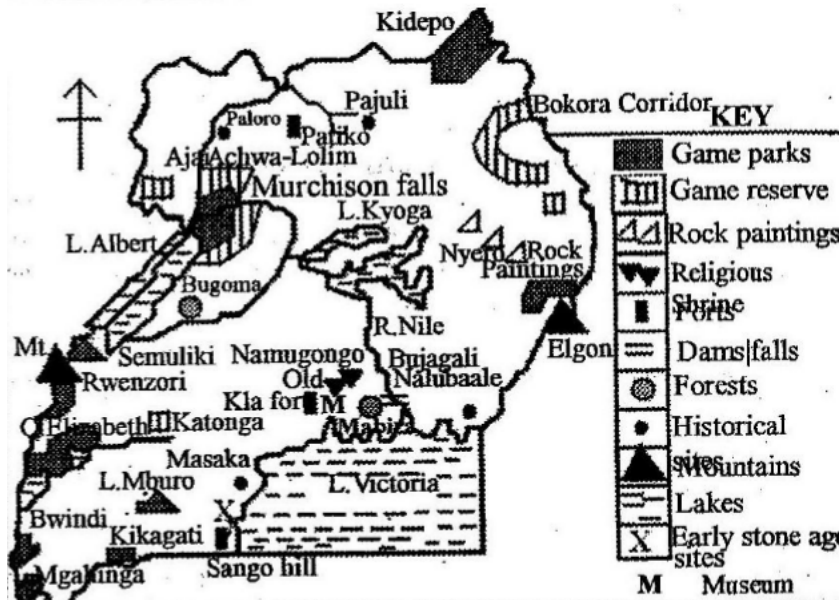 Kidepo
Bokora Corridor
Paloro
Pajuli
Patiko
Aja Achwa-Lolim
Murchison falls
L.Kyoga
L.Albert
Nyero Rock
Paintings
Bugoma
R.Nile
Mt.
Rwenzori
Semuliki
Elgon
Namugongo
Bujagali
Old
Nalubaale
Kla fort
M
Mabira
Q Elizabeth
Katonga
Masaka
L.Mburo
L.Victoria
X
Bwindi
Kikagati
Sango hill
Mgahinga
KEY
Game parks
Game reserve
Rock paintings
Religious
Shrine
Forts
Dams|falls
Forests
Historical
sites
Mountains
Lakes
X Early stone age
sites
M Museum